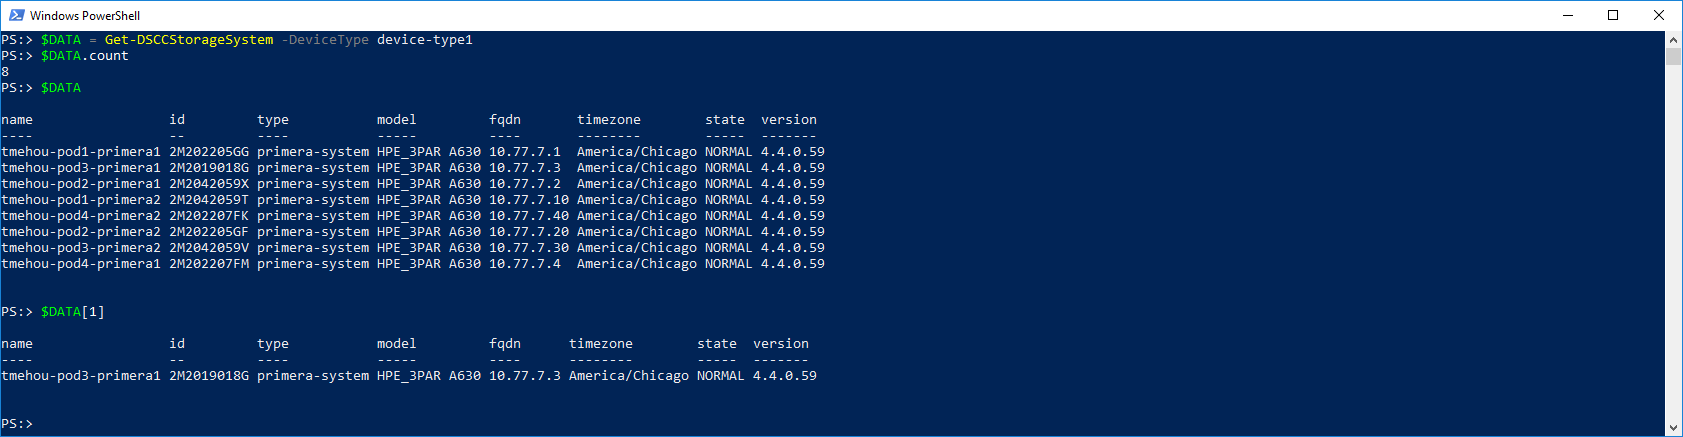 Windows PowerShell
PS:> $DATA = Get-DSCCStorageSystem -DeviceType device-type1
PS:> $DATA.count
8
PS:> $DATA
name                 id         type           model         fqdn       timezone        state  version
----                 --         ----           -----         ----       --------        -----  -------
tmehou-pod1-primera1 2M202205GG primera-system HPE_3PAR A630 10.77.7.1  America/Chicago NORMAL 4.4.0.59
tmehou-pod3-primera1 2M2019018G primera-system HPE_3PAR A630 10.77.7.3  America/Chicago NORMAL 4.4.0.59
tmehou-pod2-primera1 2M2042059X primera-system HPE_3PAR A630 10.77.7.2  America/Chicago NORMAL 4.4.0.59
tmehou-pod1-primera2 2M2042059T primera-system HPE_3PAR A630 10.77.7.10 America/Chicago NORMAL 4.4.0.59
tmehou-pod4-primera2 2M202207FK primera-system HPE_3PAR A630 10.77.7.40 America/Chicago NORMAL 4.4.0.59
tmehou-pod2-primera2 2M202205GF primera-system HPE_3PAR A630 10.77.7.20 America/Chicago NORMAL 4.4.0.59
tmehou-pod3-primera2 2M2042059V primera-system HPE_3PAR A630 10.77.7.30 America/Chicago NORMAL 4.4.0.59
tmehou-pod4-primera1 2M202207FM primera-system HPE_3PAR A630 10.77.7.4  America/Chicago NORMAL 4.4.0.59
PS:> $DATA[1]
name                 id         type           model         fqdn      timezone        state  version
----                 --         ----           -----         ----      --------        -----  -------
tmehou-pod3-primera1 2M2019018G primera-system HPE_3PAR A630 10.77.7.3 America/Chicago NORMAL 4.4.0.59
PS:>